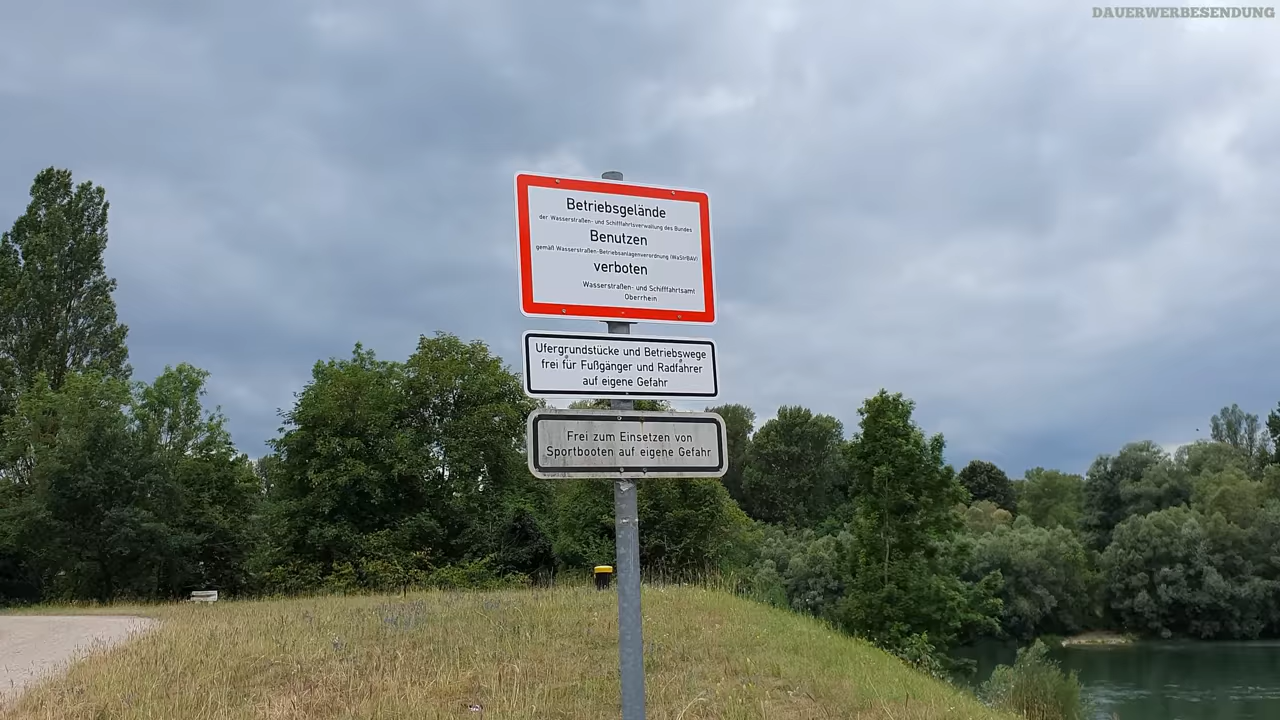 DAUERWERBESENDUNG
Betriebsgelände
der Wasserstraßen- und Schifffahrtsverwaltung des Bundes
Benutzen
gemäß Wasserstraßen-Betriebsanlagenverordnung (WaStrBAV)
verboten
Wasserstraßen- und Schifffahrtsamt
Oberrhein
Ufergrundstücke und Betriebswege
frei für Fußgänger und Radfahrer
auf eigene Gefahr
Frei zum Einsetzen von
Sportbooten auf eigene Gefahr